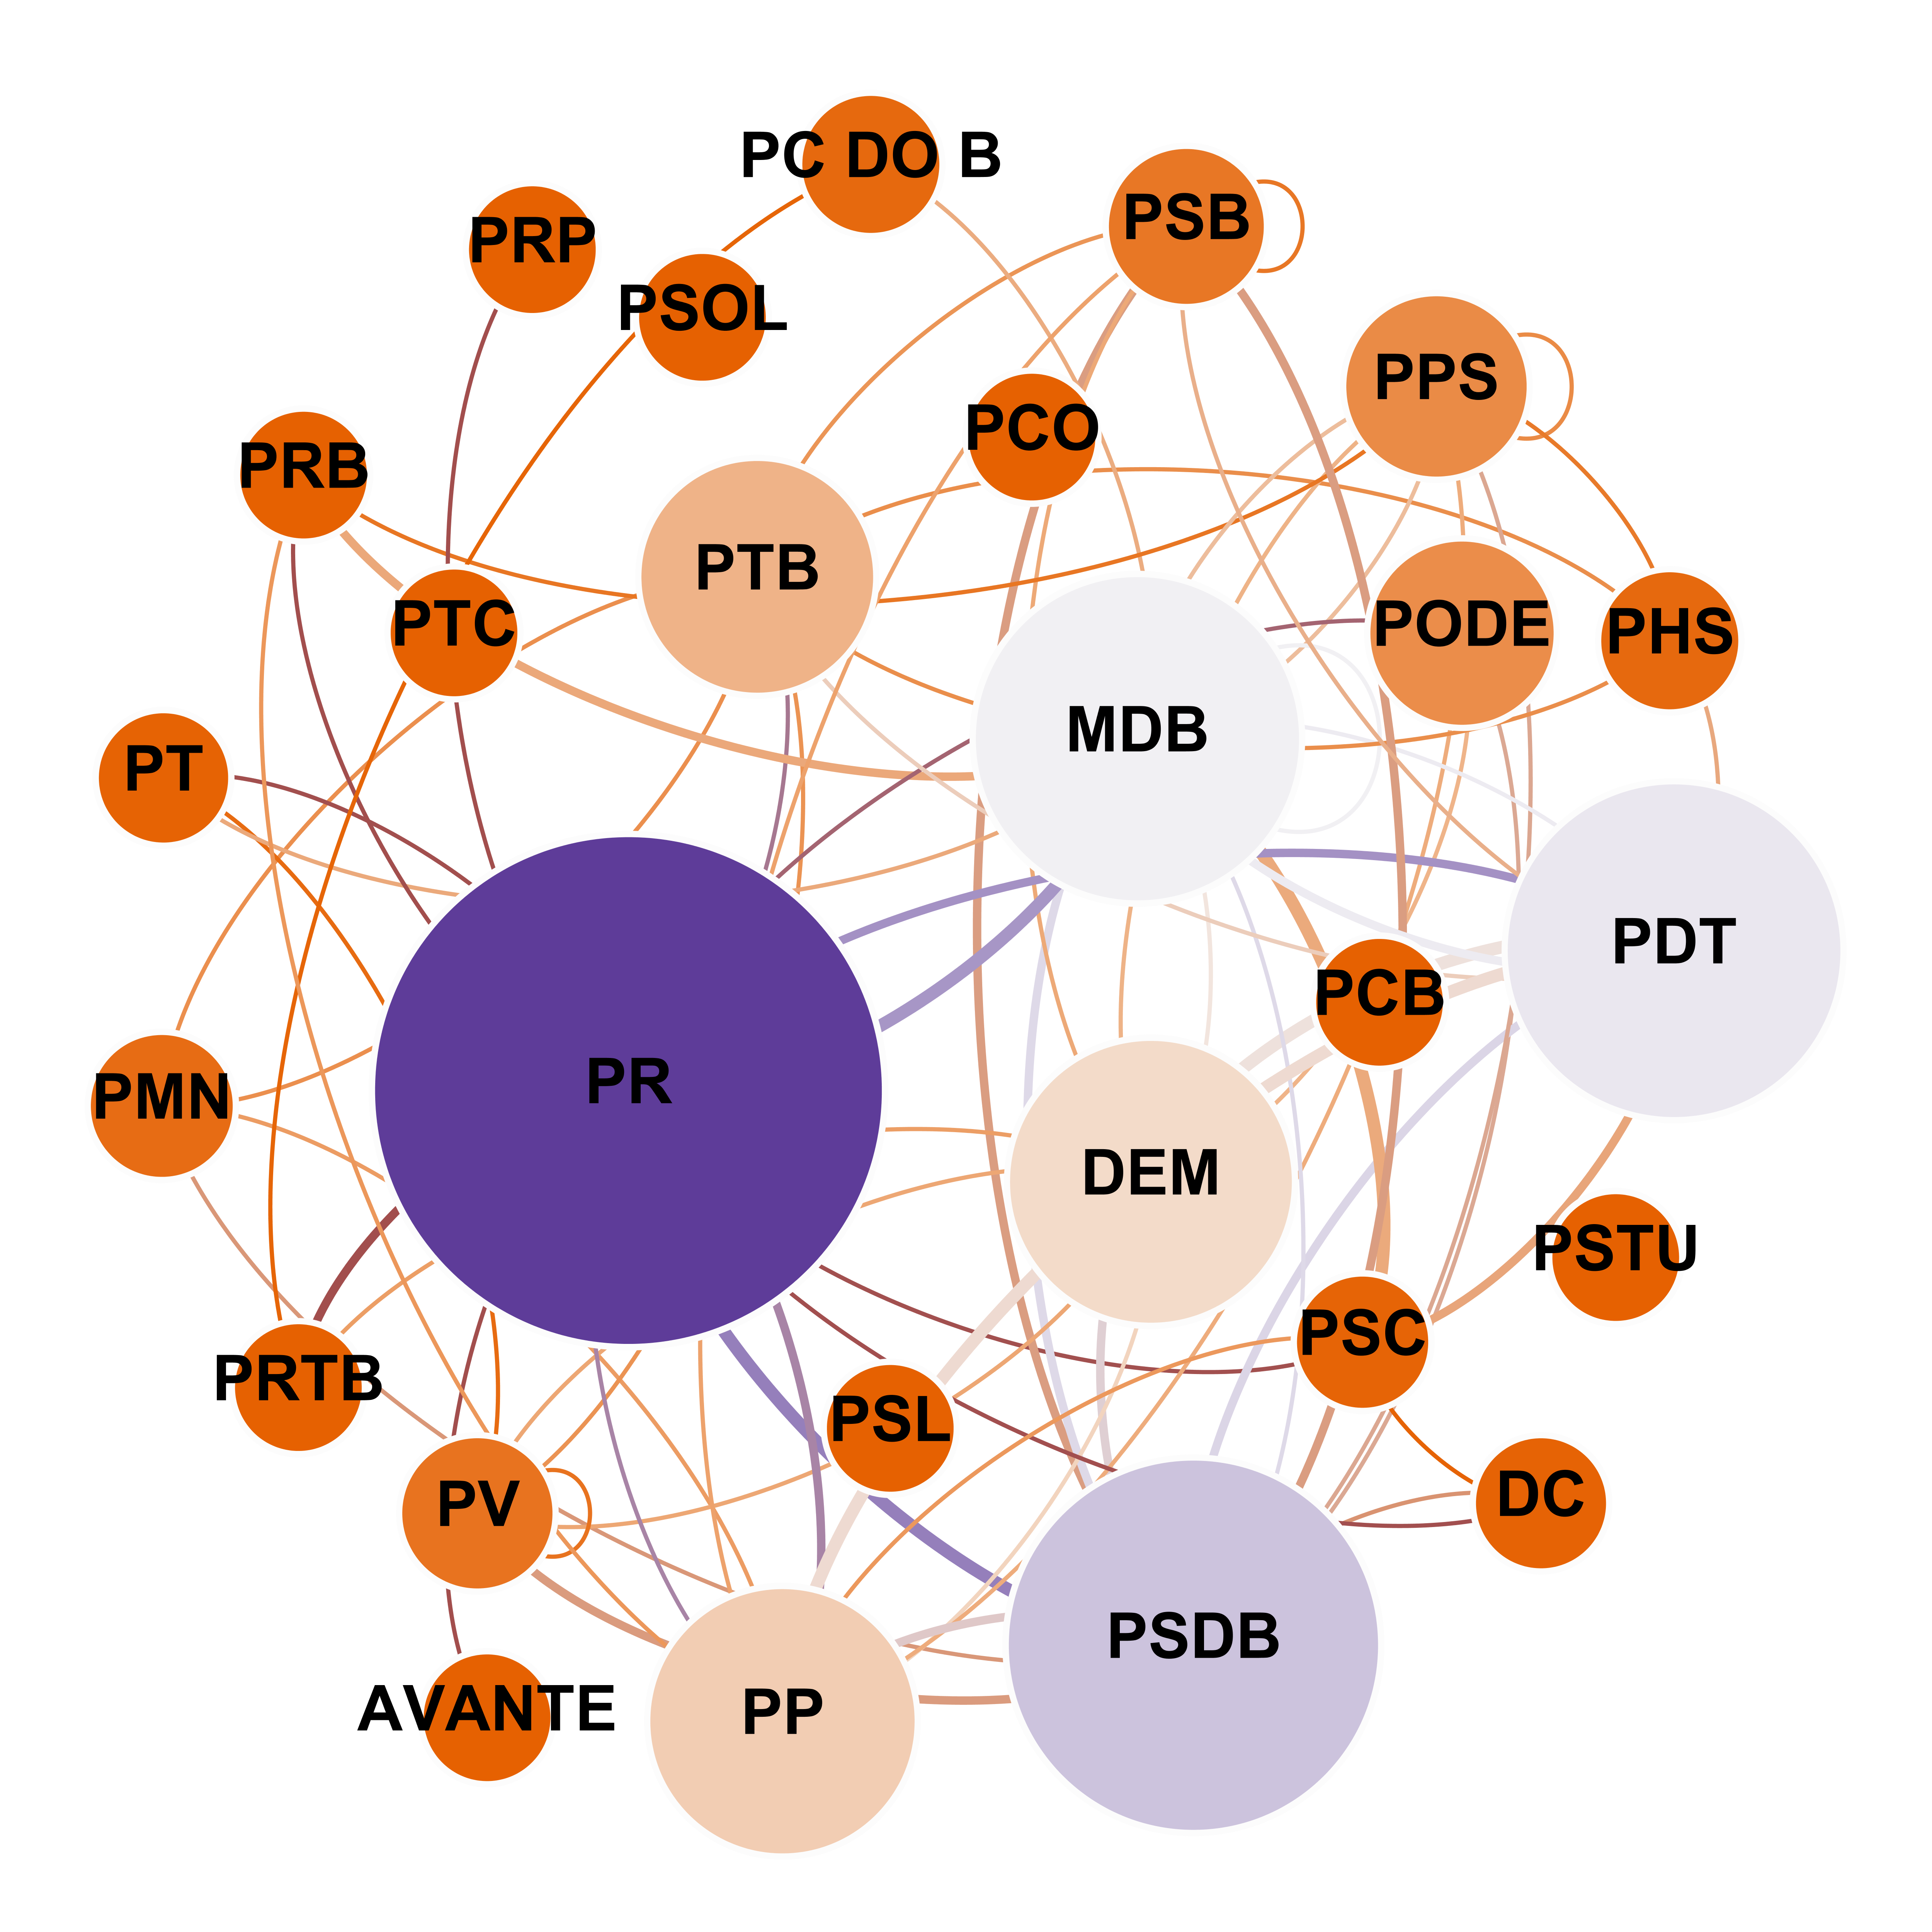 PC DO B
PSB
PRP
PSOL
PPS
PCO
PRB
PTB
PTC
PODE
PHS
MDB
PT
PDT
PCB
PR
PMN
DEM
PSTU
PSC
PRTB
PSL
PV
DC
PSDB
AVANTE
PP